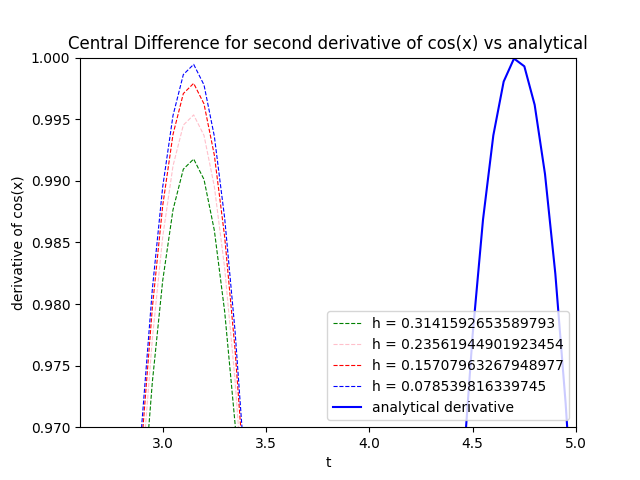 Central Difference for second derivative of cos(x) vs analytical
1.000
0.995
0.990
0.985
0.980
0.975
0.970
derivative of cos(x)
h = 0.3141592653589793
h = 0.23561944901923454
h = 0.15707963267948977
h = 0.078539816339745
analytical derivative
3.0 3.5 4.0 4.5 5.0
t